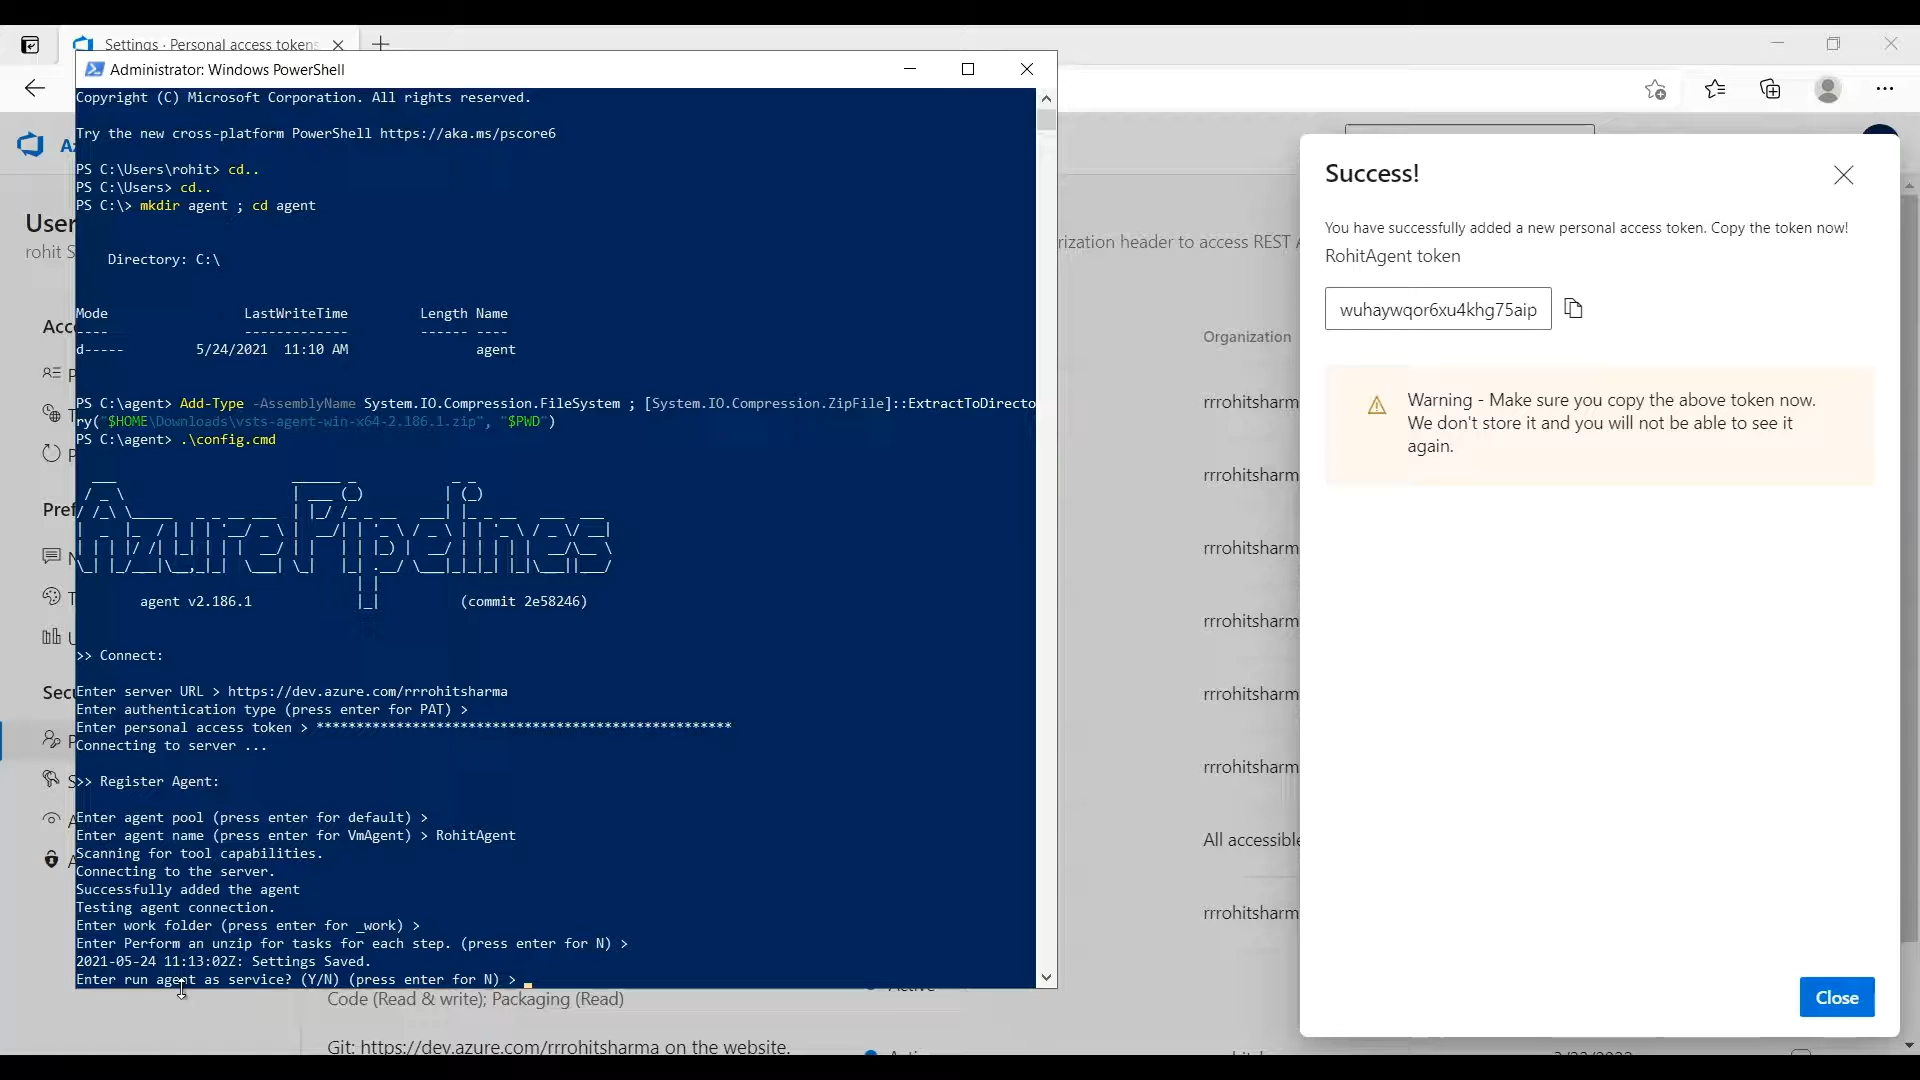 Settings - Personal access tokens
Administrator: Windows PowerShell
Copyright (C) Microsoft Corporation. All rights reserved.
Try the new cross-platform PowerShell https://aka.ms/pscore6
PS C:\Users\rohit> cd..
PS C:\Users> cd..
PS C:\> mkdir agent ; cd agent
Directory: C:\
Mode LastWriteTime Length Name
---- ------------- ------ ----
d----- 5/24/2021 11:10 AM agent
PS C:\agent> Add-Type -AssemblyName System.IO.Compression.FileSystem ; [System.IO.Compression.ZipFile]::ExtractToDirecto
ry("$HOME\Downloads\vsts-agent-win-x64-2.186.1.zip", "$PWD")
PS C:\agent> .\config.cmd
Azure Pipelines
agent v2.186.1 (commit 2e58246)
>> Connect:
Enter server URL > https://dev.azure.com/rrrohitsharma
Enter authentication type (press enter for PAT) >
Enter personal access token > ****************************************************
Connecting to server ...
>> Register Agent:
Enter agent pool (press enter for default) >
Enter agent name (press enter for VmAgent) > RohitAgent
Scanning for tool capabilities.
Connecting to the server.
Successfully added the agent
Testing agent connection.
Enter work folder (press enter for _work) >
Enter Perform an unzip for tasks for each step. (press enter for N) >
2021-05-24 11:13:02Z: Settings Saved.
Enter run agent as service? (Y/N) (press enter for N) >
User
rohit S
Acc
Pref
Secu
Code (Read & write); Packaging (Read)
Git: https://dev.azure.com/rrrohitsharma on the website.
rization header to access REST A
Organization
rrrohitsharm
rrrohitsharm
rrrohitsharm
rrrohitsharm
rrrohitsharm
rrrohitsharm
All accessible
rrrohitsharm
Success!
You have successfully added a new personal access token. Copy the token now!
RohitAgent token
wuhaywqor6xu4khg75aip
Warning - Make sure you copy the above token now.
We don't store it and you will not be able to see it
again.
Close